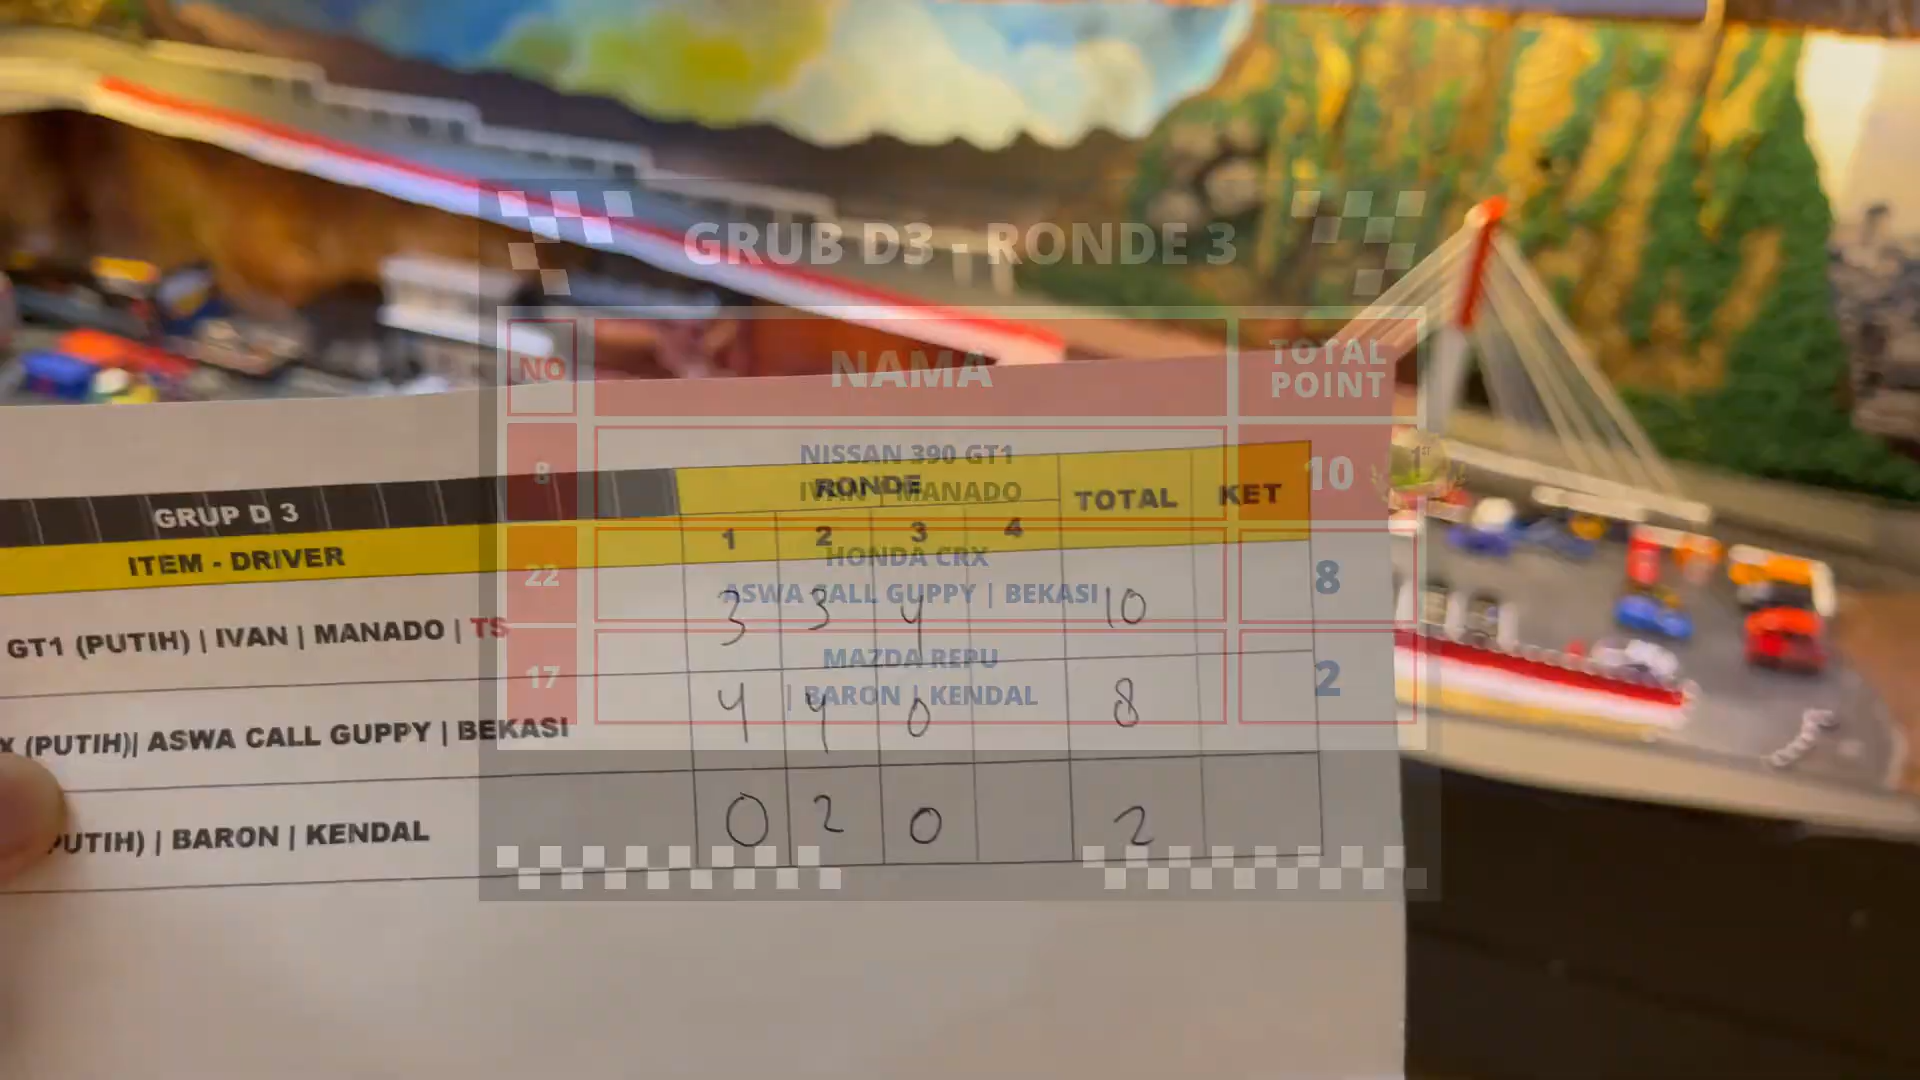 GRUB D3 - RONDE 3
NO NAMA TOTAL POINT
8 NISSAN 390 GT1 10
IVAN | MANADO
22 HONDA CRX 8
ASWA CALL GUPPY | BEKASI
17 MAZDA REPU 2
| BARON | KENDAL
1ST
GRUP D 3 RONDE TOTAL KET
ITEM - DRIVER 1 2 3 4
GT1 (PUTIH) | IVAN | MANADO | TS 3 3 4 10
X (PUTIH)| ASWA CALL GUPPY | BEKASI 4 4 0 8
PUTIH) | BARON | KENDAL 0 2 0 2